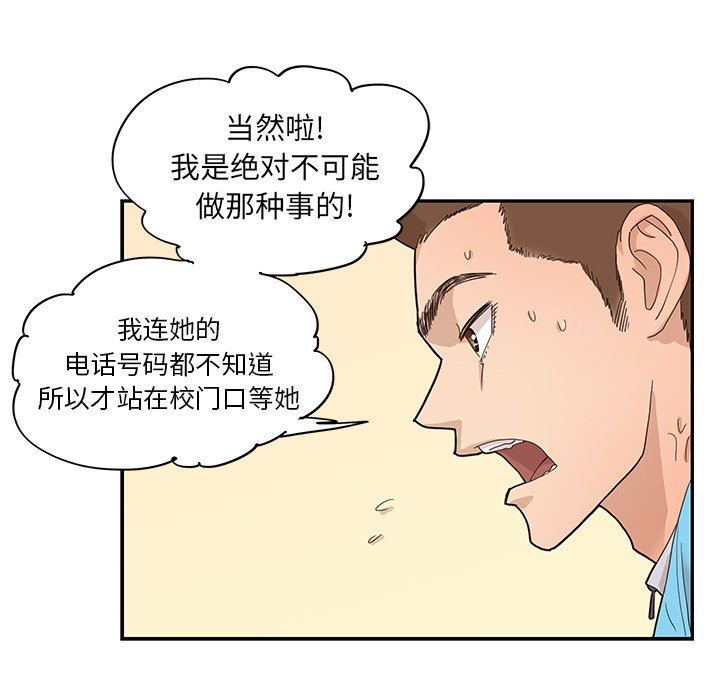 当然啦!
我是绝对不可能
做那种事的!
我连她的
电话号码都不知道
所以才站在校门口等她